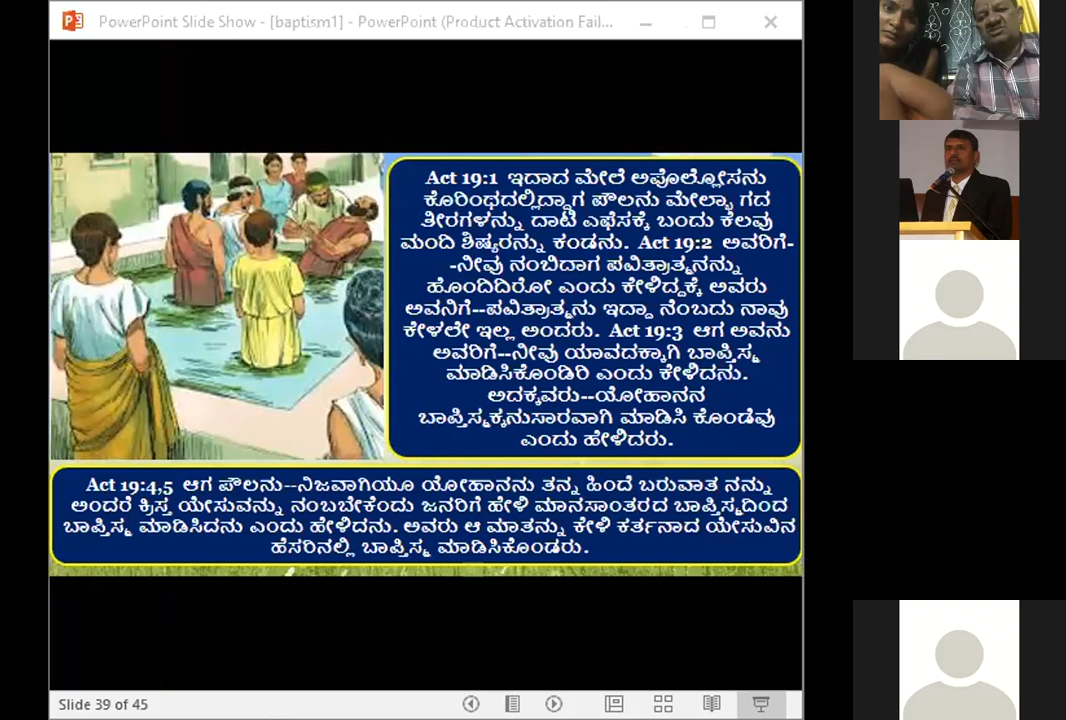 PowerPoint Slide Show - [baptism1] - PowerPoint (Product Activation Fail...
Act 19:1 ಇದಾದ ಮೇಲೆ ಅಪೊಲ್ಲೋಸನು
ಕೊರಿಂಥದಲ್ಲಿದ್ದಾಗ ಪೌಲನು ಮೇಲ್ಭಾ ಗದ
ತೀರಗಳನ್ನು ದಾಟಿ ಎಫೆಸಕ್ಕೆ ಬಂದು ಕೆಲವು
ಮಂದಿ ಶಿಷ್ಯರನ್ನು ಕಂಡನು. Act 19:2 ಅವರಿಗೆ-
-ನೀವು ನಂಬಿದಾಗ ಪವಿತ್ರಾತ್ಮನನ್ನು
ಹೊಂದಿದಿರೋ ಎಂದು ಕೇಳಿದ್ದಕ್ಕೆ ಅವರು
ಅವನಿಗೆ--ಪವಿತ್ರಾತ್ಮನು ಇದ್ದಾ ನೆಂಬದು ನಾವು
ಕೇಳಲೇ ಇಲ್ಲ ಅಂದರು. Act 19:3 ಆಗ ಅವನು
ಅವರಿಗೆ--ನೀವು ಯಾವದಕ್ಕಾಗಿ ಬಾಪ್ತಿಸ್ಮ
ಮಾಡಿಸಿಕೊಂಡಿರಿ ಎಂದು ಕೇಳಿದನು.
ಅದಕ್ಕವರು--ಯೋಹಾನನ
ಬಾಪ್ತಿಸ್ಮಕ್ಕನುಸಾರವಾಗಿ ಮಾಡಿಸಿ ಕೊಂಡೆವು
ಎಂದು ಹೇಳಿದರು.
Act 19:4,5 ಆಗ ಪೌಲನು--ನಿಜವಾಗಿಯೂ ಯೋಹಾನನು ತನ್ನ ಹಿಂದೆ ಬರುವಾತ ನನ್ನು
ಅಂದರೆ ಕ್ರಿಸ್ತ ಯೇಸುವನ್ನು ನಂಬಬೇಕೆಂದು ಜನರಿಗೆ ಹೇಳಿ ಮಾನಸಾಂತರದ ಬಾಪ್ತಿಸ್ಮದಿಂದ
ಬಾಪ್ತಿಸ್ಮ ಮಾಡಿಸಿದನು ಎಂದು ಹೇಳಿದನು. ಅವರು ಆ ಮಾತನ್ನು ಕೇಳಿ ಕರ್ತನಾದ ಯೇಸುವಿನ
ಹೆಸರಿನಲ್ಲಿ ಬಾಪ್ತಿಸ್ಮ ಮಾಡಿಸಿಕೊಂಡರು.
Slide 39 of 45